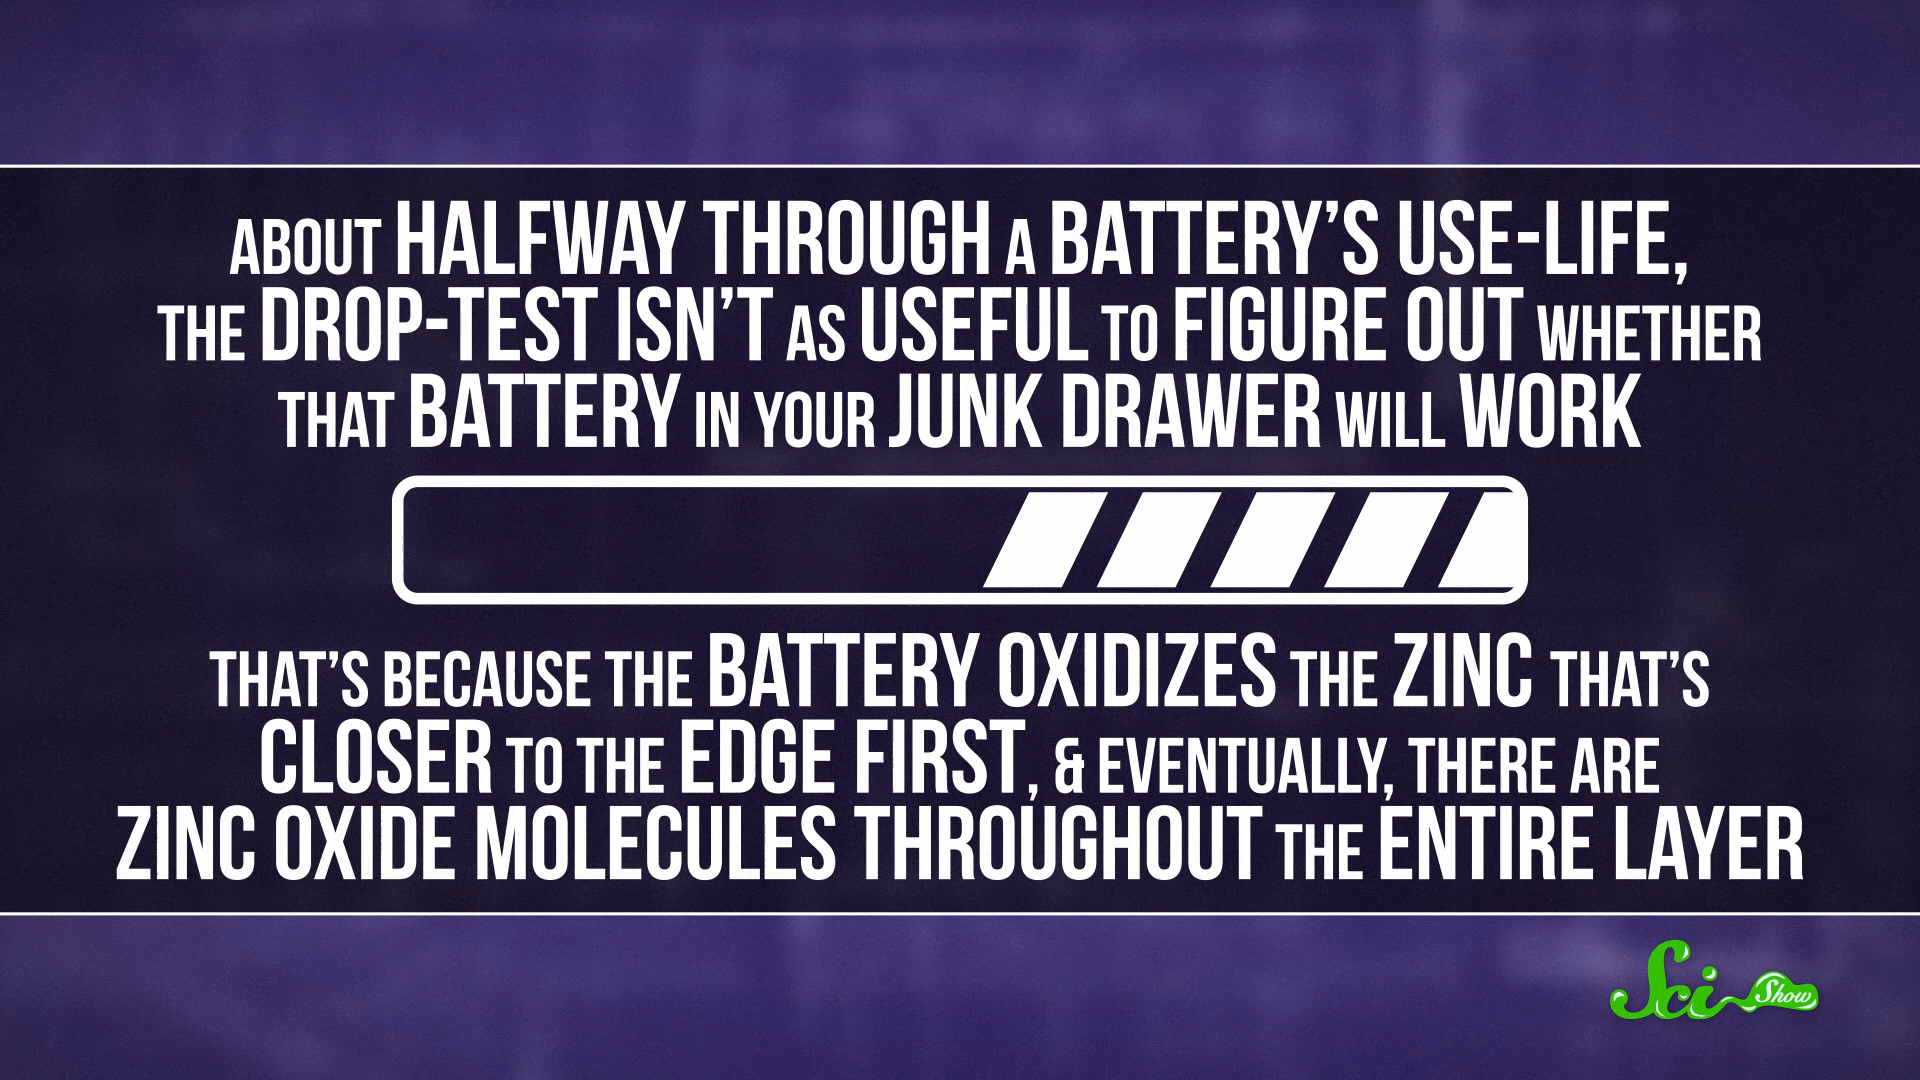 ABOUT HALFWAY THROUGH A BATTERY'S USE-LIFE,
THE DROP-TEST ISN'T AS USEFUL TO FIGURE OUT WHETHER
THAT BATTERY IN YOUR JUNK DRAWER WILL WORK
THAT'S BECAUSE THE BATTERY OXIDIZES THE ZINC THAT'S
CLOSER TO THE EDGE FIRST, & EVENTUALLY, THERE ARE
ZINC OXIDE MOLECULES THROUGHOUT THE ENTIRE LAYER
Sci Show